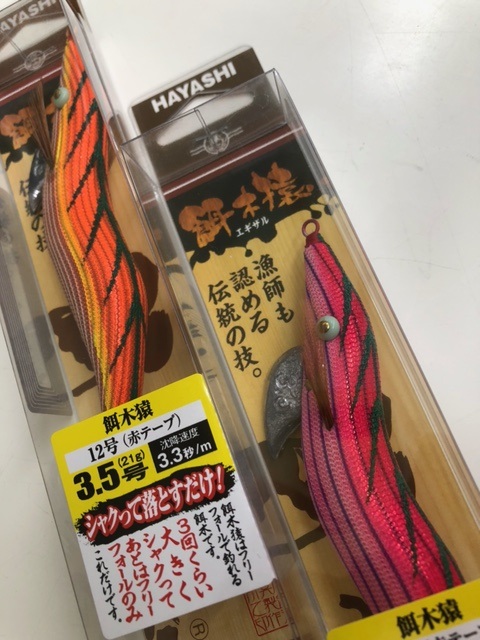 HAYASHI
伝統の技。
餌木猿
12号(赤テープ)
3.5号
(21g)
沈降速度
3.3秒/m
シャクって落とすだけ!
餌木猿はフリー
フォールで釣れる
餌木です。
3回くらい
大きく
シャクって
あとはフリー
フォールのみ
これだけです。
HAYASHI
餌木猿
エギザル
漁師も
認める
伝統の技。
餌木猿